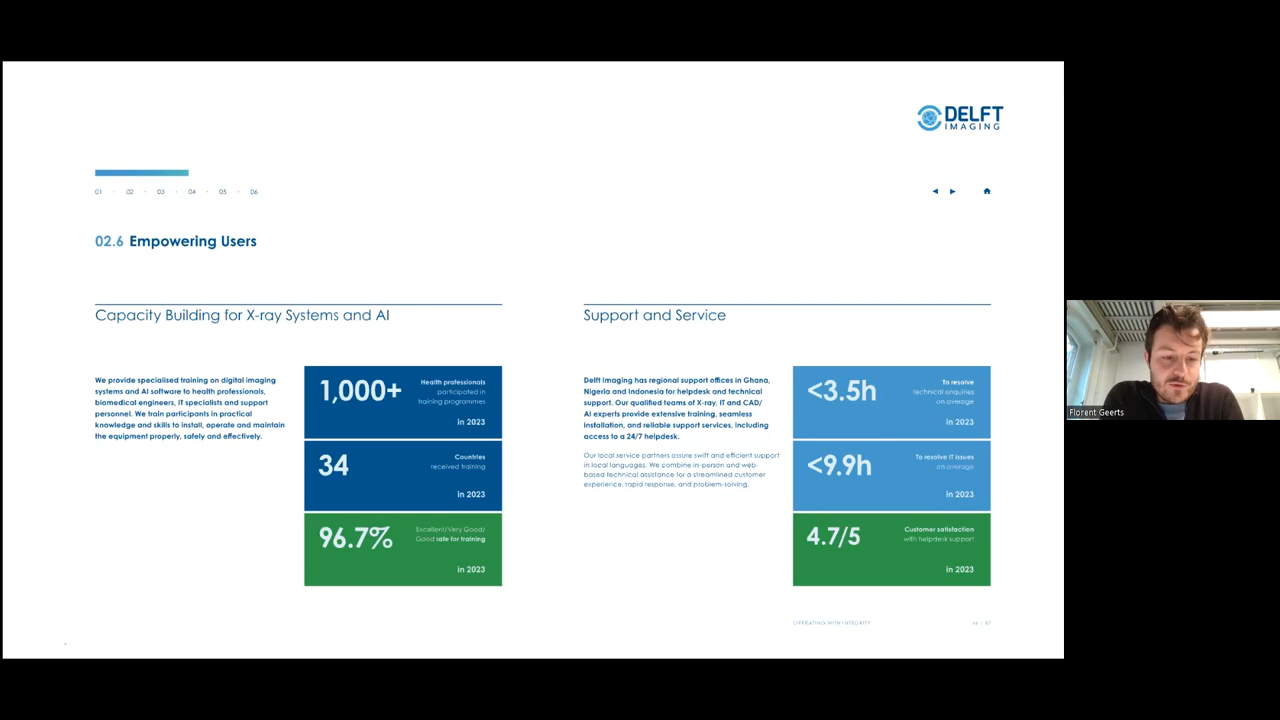 DELFT
IMAGING
01 · 02 · 03 · 04 · 05 · 06
02.6 Empowering Users
Capacity Building for X-ray Systems and AI
We provide specialised training on digital imaging
systems and AI software to health professionals,
biomedical engineers, IT specialists and support
personnel. We train participants in practical
knowledge and skills to install, operate and maintain
the equipment properly, safely and effectively.
1,000+
Health professionals
participated in
training programmes
in 2023
34
Countries
received training
in 2023
96.7%
Excellent/Very Good/
Good rate for training
in 2023
Support and Service
Delft Imaging has regional support offices in Ghana,
Nigeria and Indonesia for helpdesk and technical
support. Our qualified teams of X-ray, IT and CAD/
AI experts provide extensive training, seamless
installation, and reliable support services, including
access to a 24/7 helpdesk.
Our local service partners assure swift and efficient support
in local languages. We combine in-person and web-
based technical assistance for a streamlined customer
experience, rapid response, and problem-solving.
<3.5h
To resolve
technical enquiries
on average
in 2023
<9.9h
To resolve IT issues
on average
in 2023
4.7/5
Customer satisfaction
with helpdesk support
in 2023
OPERATING WITH INTEGRITY
Florent Geerts